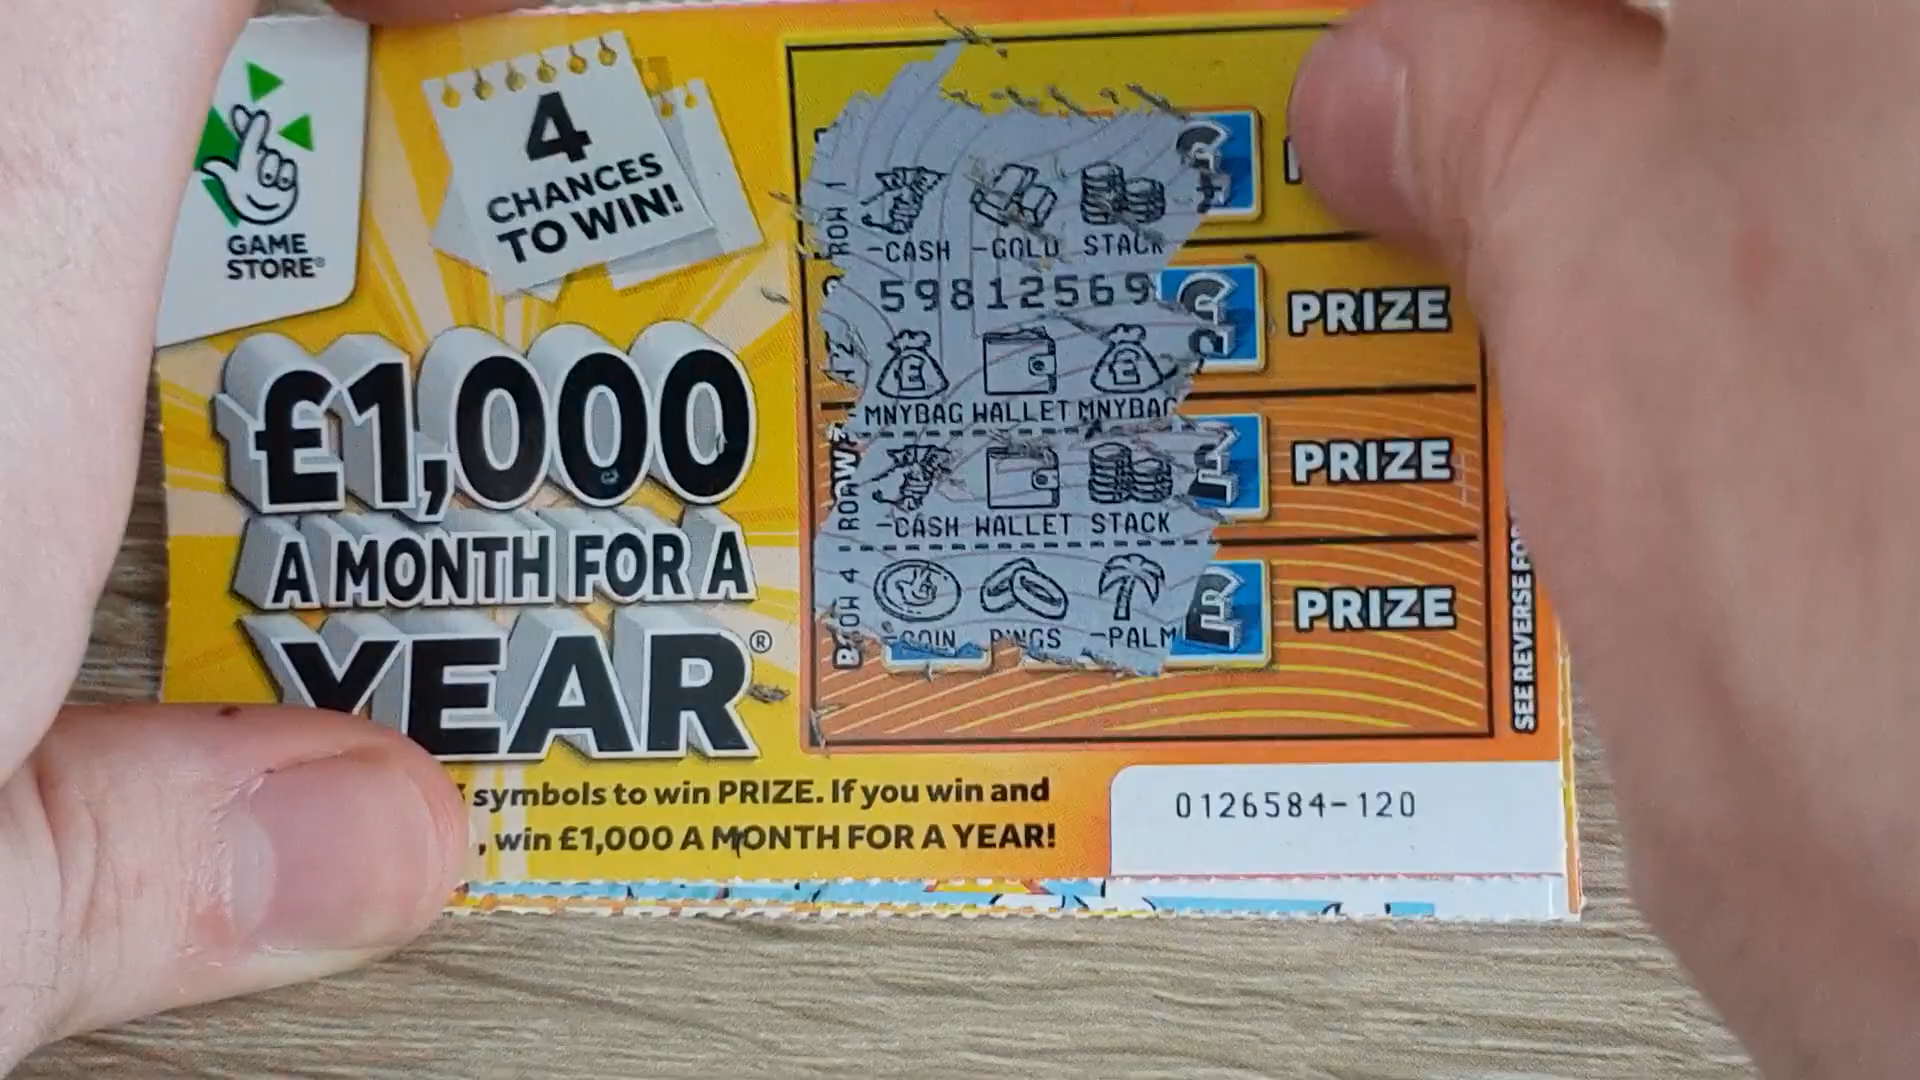 GAME
STORE®
4
CHANCES
TO WIN!
£1,000
A MONTH FOR A
YEAR®
ROW 1
-CASH -GOLD STACK
59812569
MNYBAG WALLET MNYBAG
PRIZE
-CASH WALLET STACK
PRIZE
ROW 4
-COIN RINGS -PALM
PRIZE
symbols to win PRIZE. If you win and
, win £1,000 A MONTH FOR A YEAR!
0126584-120
SEE REVERSE FOR